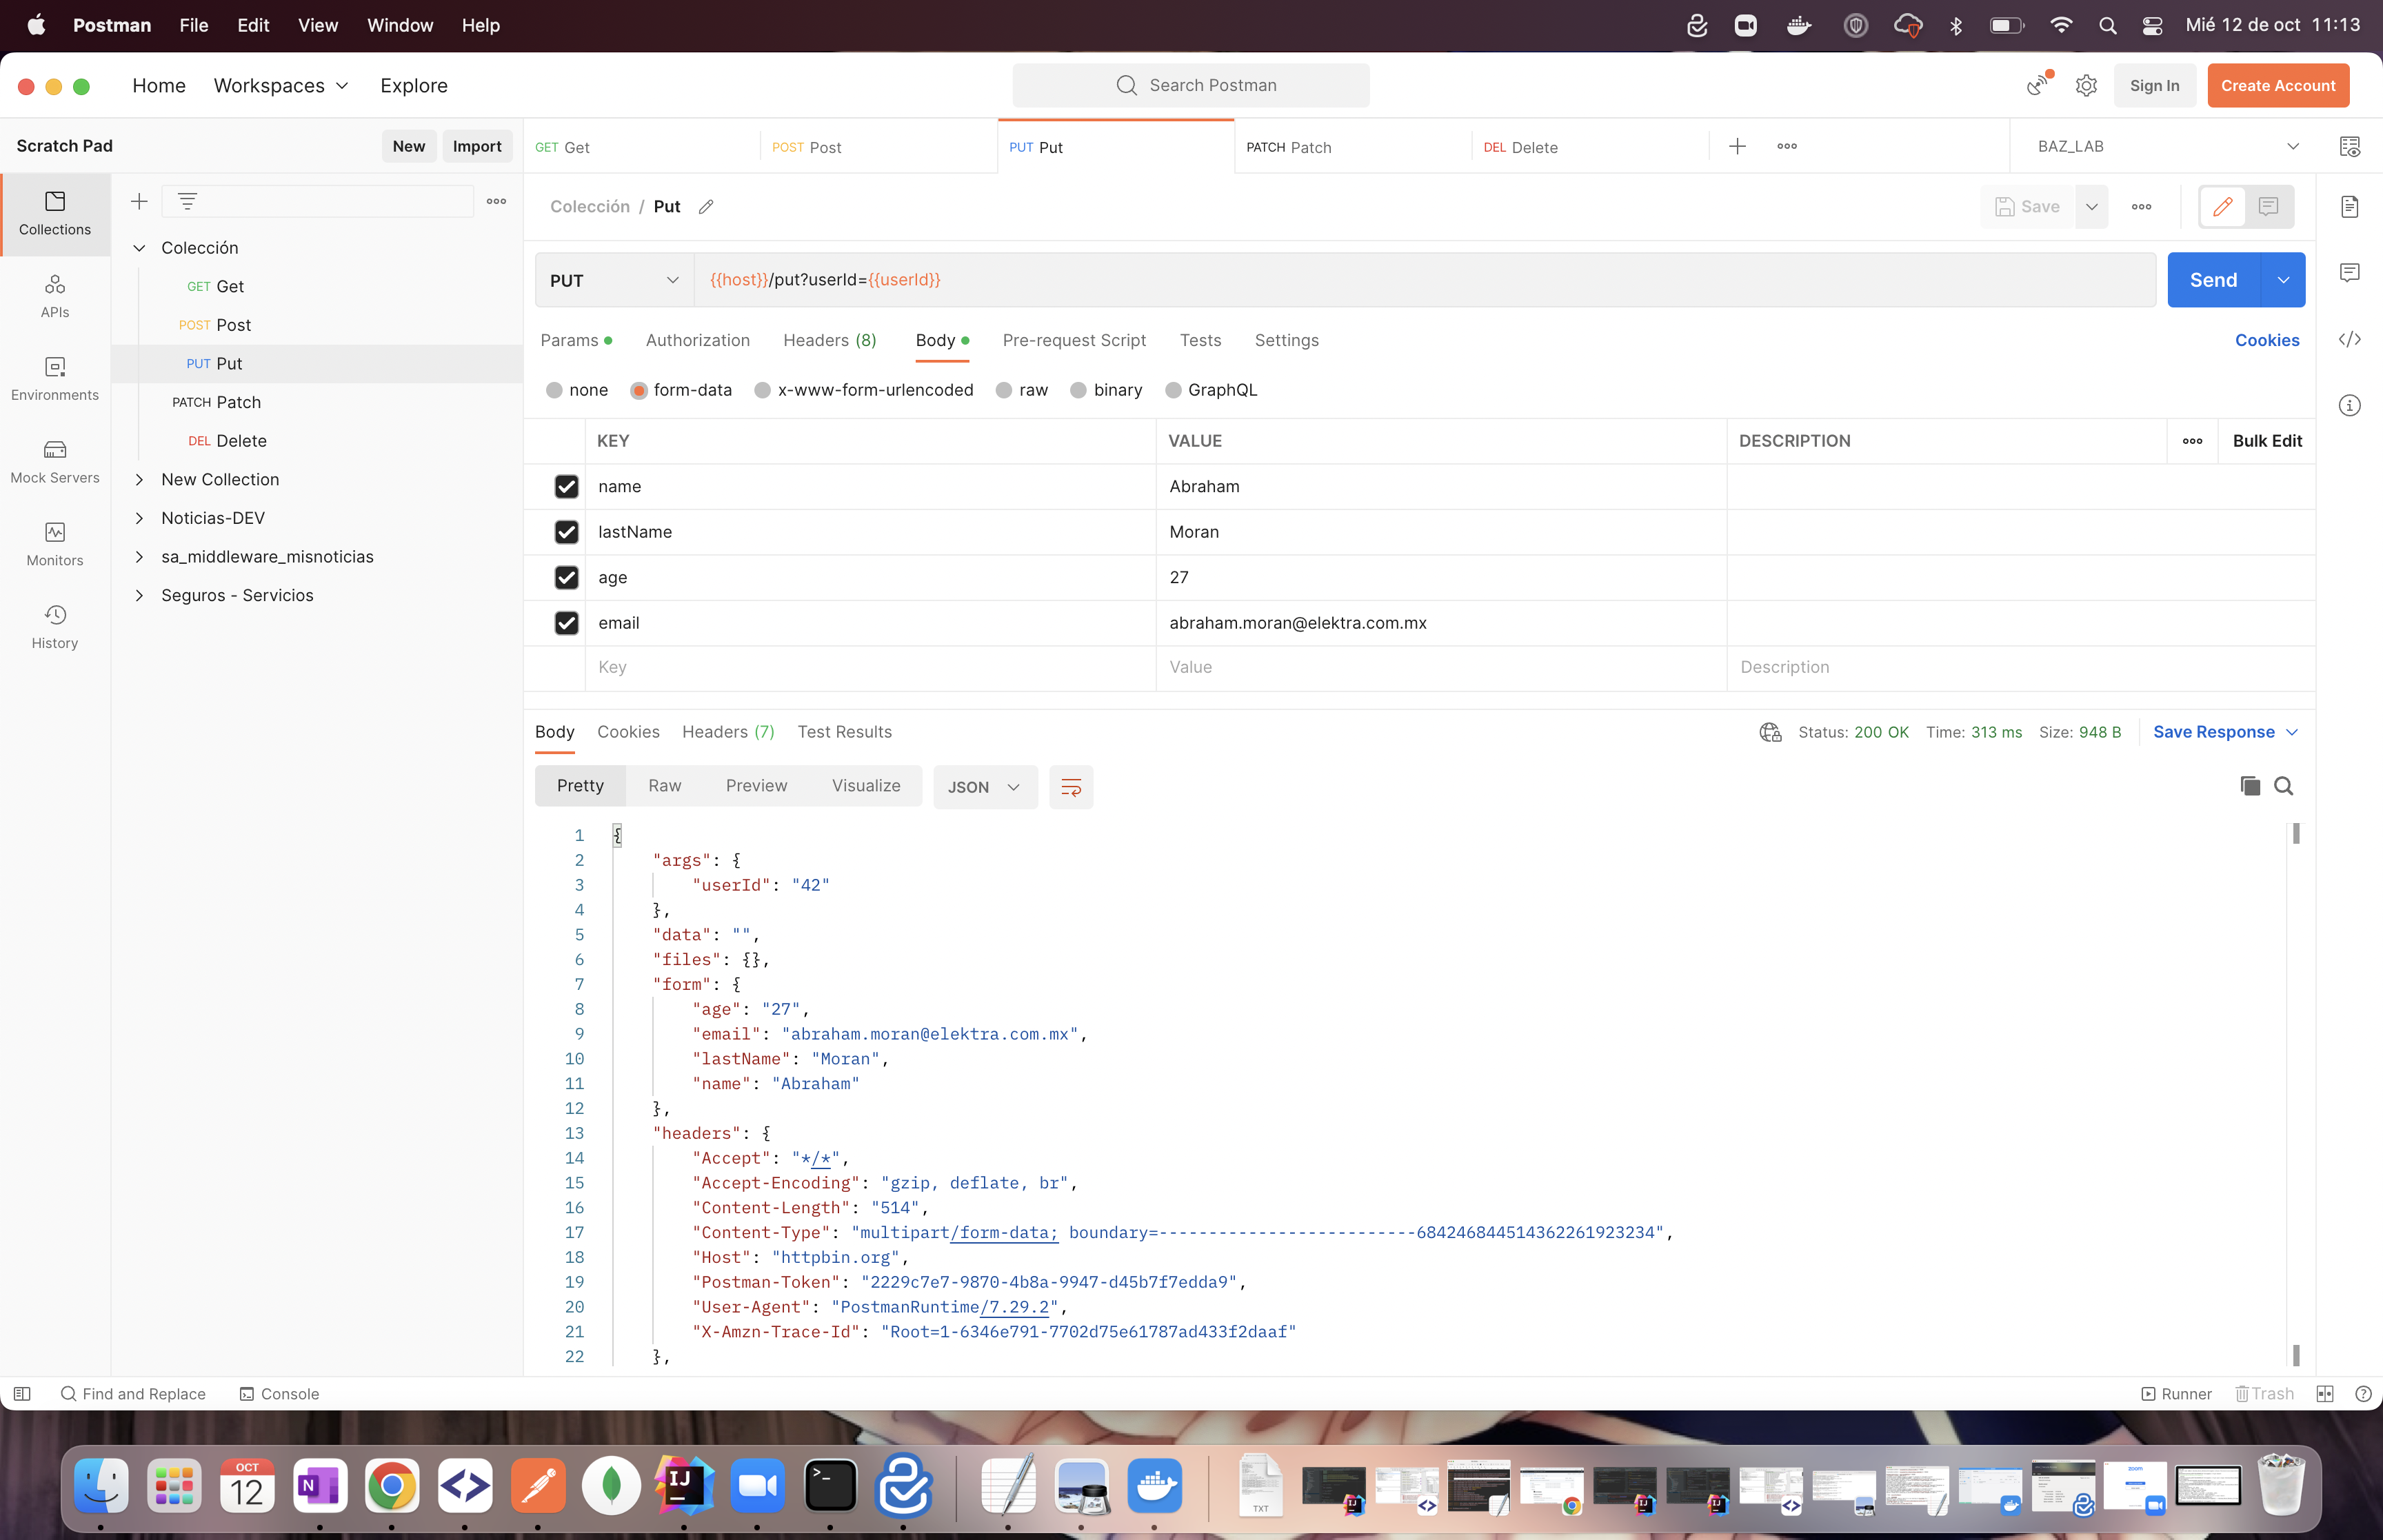 Postman File Edit View Window Help Mié 12 de oct 11:13
Home Workspaces Explore Search Postman Sign In Create Account
Scratch Pad New Import
GET Get POST Post PUT Put PATCH Patch DEL Delete BAZ_LAB
Collections
APIs
Environments
Mock Servers
Monitors
History
Colección
GET Get
POST Post
PUT Put
PATCH Patch
DEL Delete
New Collection
Noticias-DEV
sa_middleware_misnoticias
Seguros - Servicios
Colección / Put Save
PUT {{host}}/put?userId={{userId}} Send
Params Authorization Headers (8) Body Pre-request Script Tests Settings Cookies
none form-data x-www-form-urlencoded raw binary GraphQL
KEY VALUE DESCRIPTION Bulk Edit
name Abraham
lastName Moran
age 27
email abraham.moran@elektra.com.mx
Key Value Description
Body Cookies Headers (7) Test Results Status: 200 OK Time: 313 ms Size: 948 B Save Response
Pretty Raw Preview Visualize JSON
1 {
2 "args": {
3 "userId": "42"
4 },
5 "data": "",
6 "files": {},
7 "form": {
8 "age": "27",
9 "email": "abraham.moran@elektra.com.mx",
10 "lastName": "Moran",
11 "name": "Abraham"
12 },
13 "headers": {
14 "Accept": "*/*",
15 "Accept-Encoding": "gzip, deflate, br",
16 "Content-Length": "514",
17 "Content-Type": "multipart/form-data; boundary=--------------------------684246844514362261923234",
18 "Host": "httpbin.org",
19 "Postman-Token": "2229c7e7-9870-4b8a-9947-d45b7f7edda9",
20 "User-Agent": "PostmanRuntime/7.29.2",
21 "X-Amzn-Trace-Id": "Root=1-6346e791-7702d75e61787ad433f2daaf"
22 },
Find and Replace Console Runner Trash
OCT
12
N
IJ
TXT
zoom